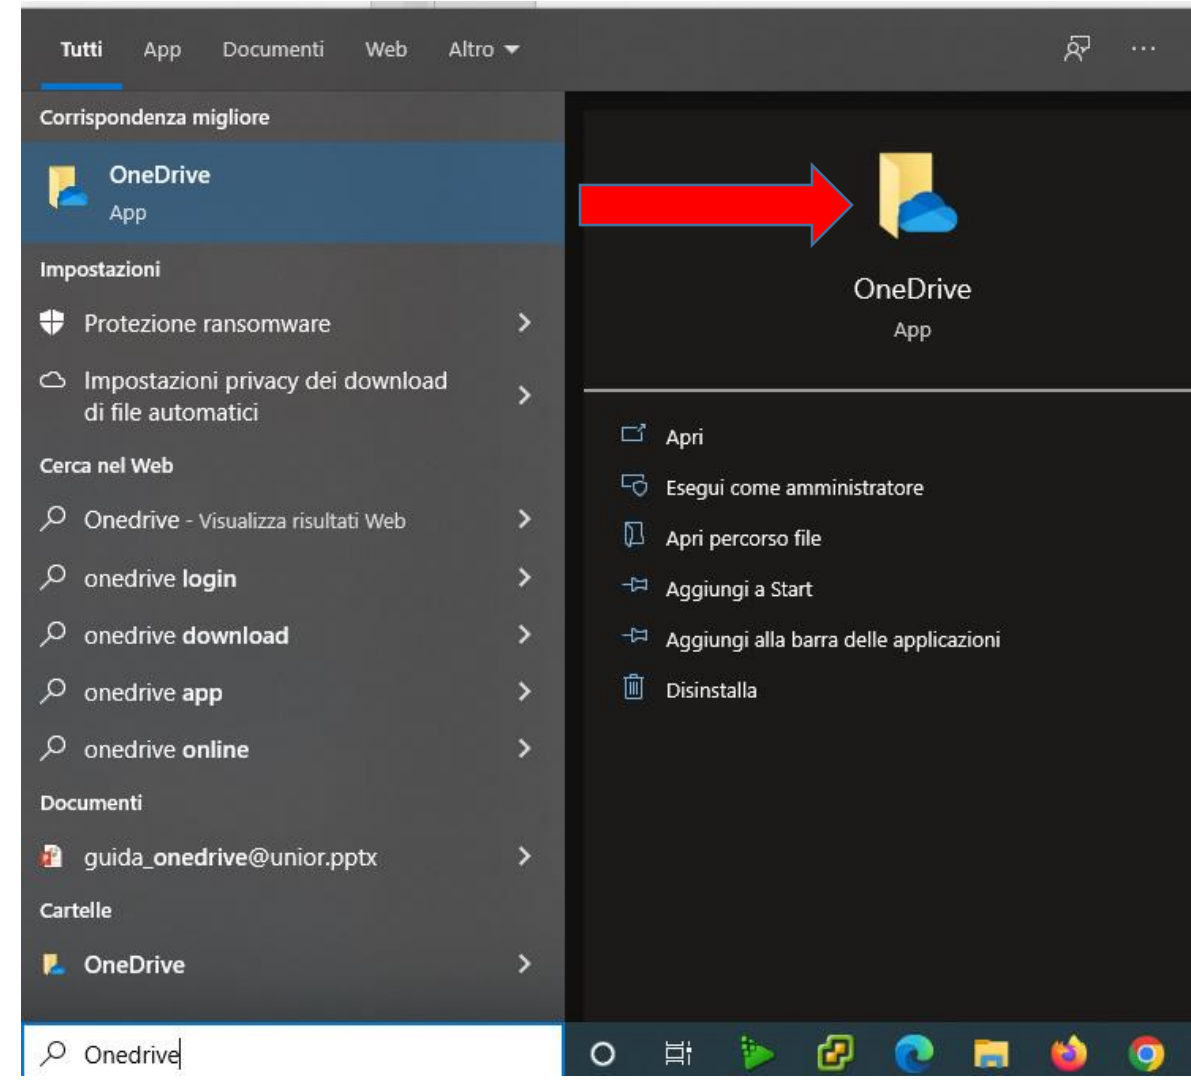 Tutti App Documenti Web Altro
Corrispondenza migliore
OneDrive
App
Impostazioni
Protezione ransomware
Impostazioni privacy dei download
di file automatici
Cerca nel Web
Onedrive - Visualizza risultati Web
onedrive login
onedrive download
onedrive app
onedrive online
Documenti
guida_onedrive@unior.pptx
Cartelle
OneDrive
Onedrive
OneDrive
App
Apri
Esegui come amministratore
Apri percorso file
Aggiungi a Start
Aggiungi alla barra delle applicazioni
Disinstalla